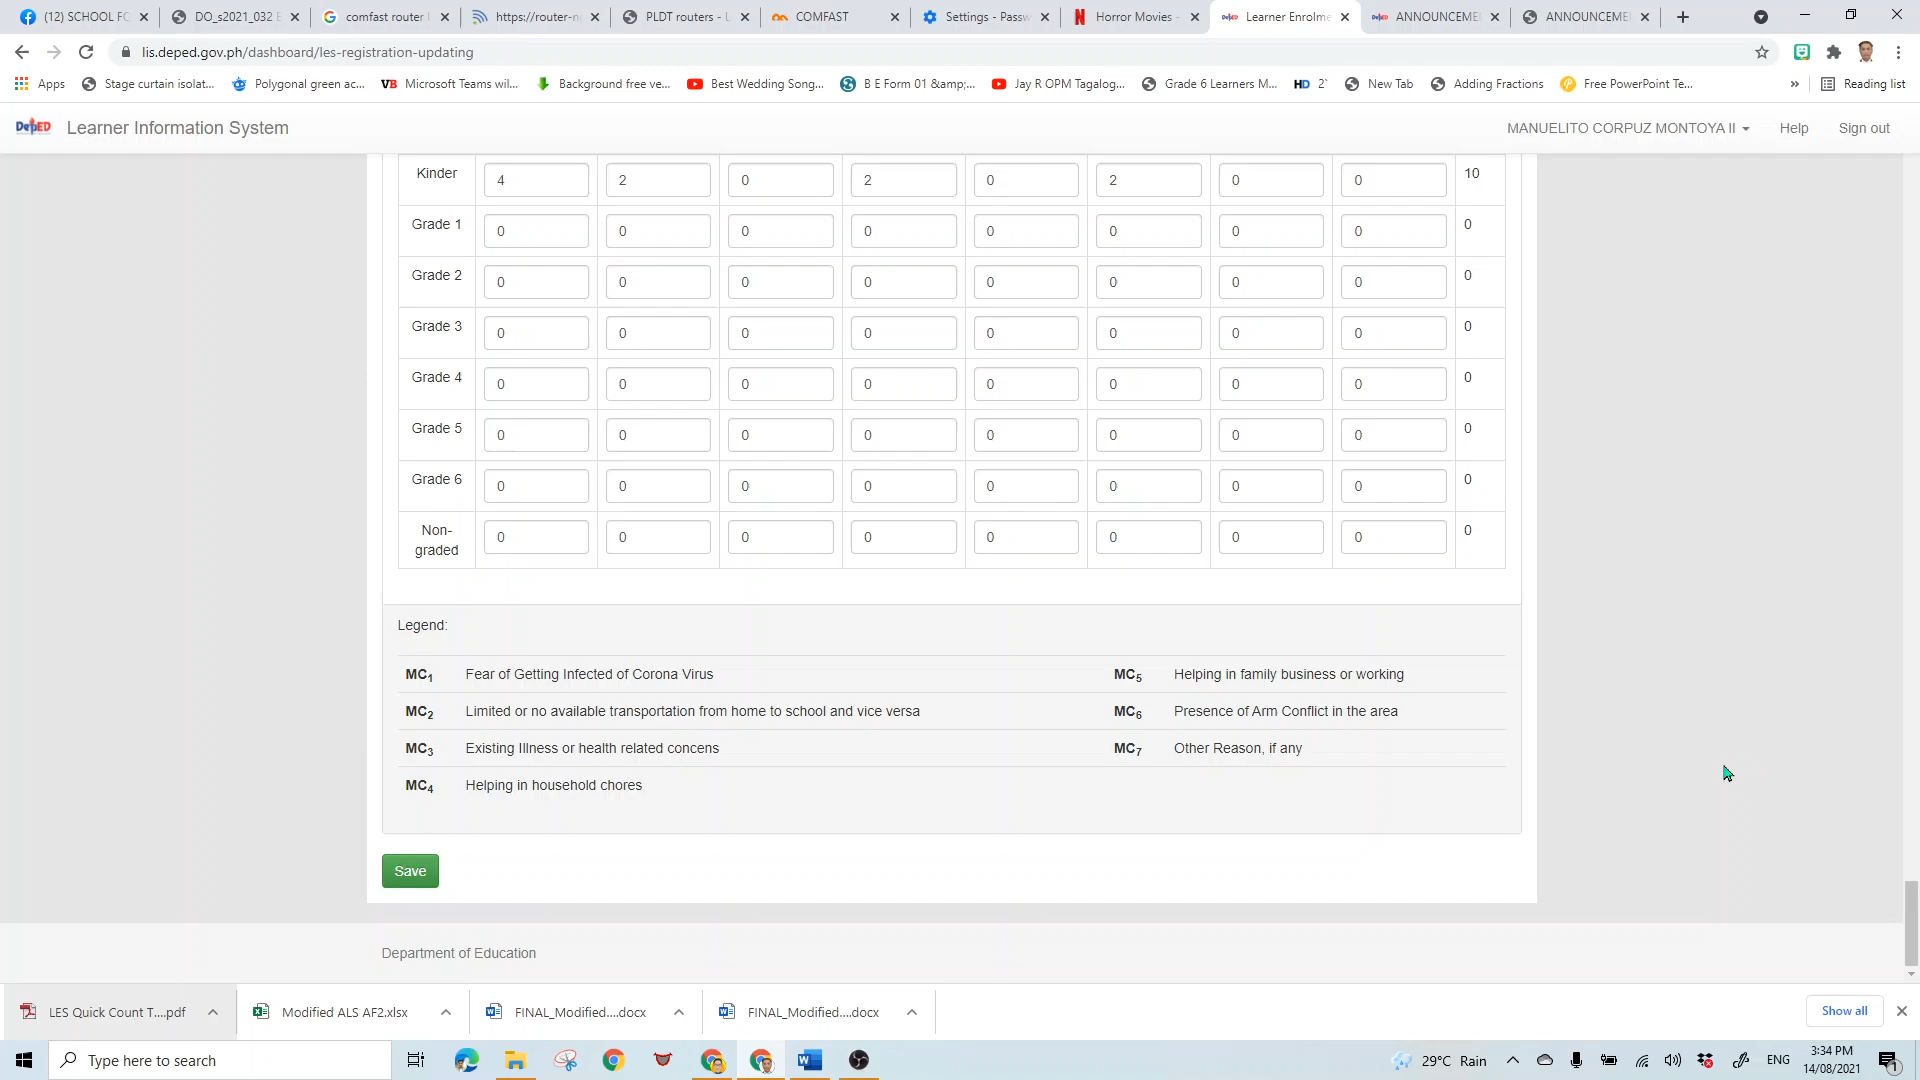 (12) SCHOOL FC
DO_s2021_032 E
comfast router l
https://router-n
PLDT routers - L
COMFAST
Settings - Passw
Horror Movies -
Learner Enrolme
ANNOUNCEME
ANNOUNCEME
lis.deped.gov.ph/dashboard/les-registration-updating
Apps
Stage curtain isolat...
Polygonal green ac...
Microsoft Teams wil...
Background free ve...
Best Wedding Song...
B E Form 01 &amp;...
Jay R OPM Tagalog...
Grade 6 Learners M...
HD 2`
New Tab
Adding Fractions
Free PowerPoint Te...
»
Reading list
DepED Learner Information System
MANUELITO CORPUZ MONTOYA II
Help
Sign out
Kinder 4 2 0 2 0 2 0 0 10
Grade 1 0 0 0 0 0 0 0 0 0
Grade 2 0 0 0 0 0 0 0 0 0
Grade 3 0 0 0 0 0 0 0 0 0
Grade 4 0 0 0 0 0 0 0 0 0
Grade 5 0 0 0 0 0 0 0 0 0
Grade 6 0 0 0 0 0 0 0 0 0
Non-
graded 0 0 0 0 0 0 0 0 0
Legend:
MC1 Fear of Getting Infected of Corona Virus
MC5 Helping in family business or working
MC2 Limited or no available transportation from home to school and vice versa
MC6 Presence of Arm Conflict in the area
MC3 Existing Illness or health related concens
MC7 Other Reason, if any
MC4 Helping in household chores
Save
Department of Education
LES Quick Count T....pdf
Modified ALS AF2.xlsx
FINAL_Modified....docx
FINAL_Modified....docx
Show all
Type here to search
29°C Rain
ENG
3:34 PM
14/08/2021
1